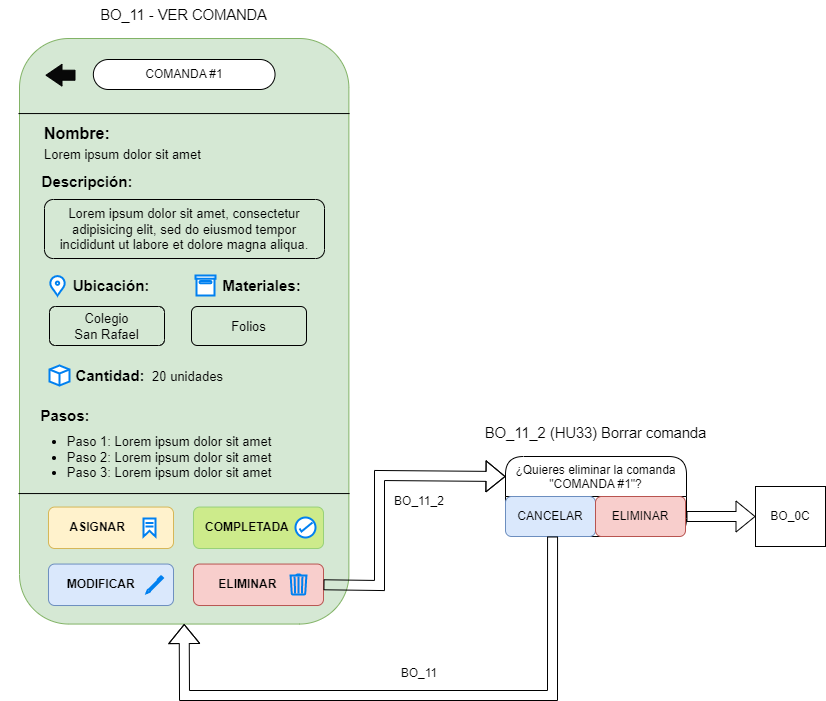 BO_11 - VER COMANDA
COMANDA #1
Nombre:
Lorem ipsum dolor sit amet
Descripción:
Lorem ipsum dolor sit amet, consectetur
adipisicing elit, sed do eiusmod tempor
incididunt ut labore et dolore magna aliqua.
Ubicación:
Materiales:
Colegio
San Rafael
Folios
Cantidad: 20 unidades
Pasos:
• Paso 1: Lorem ipsum dolor sit amet
• Paso 2: Lorem ipsum dolor sit amet
• Paso 3: Lorem ipsum dolor sit amet
ASIGNAR
COMPLETADA
MODIFICAR
ELIMINAR
BO_11_2
BO_11_2 (HU33) Borrar comanda
¿Quieres eliminar la comanda
"COMANDA #1"?
CANCELAR
ELIMINAR
BO_0C
BO_11